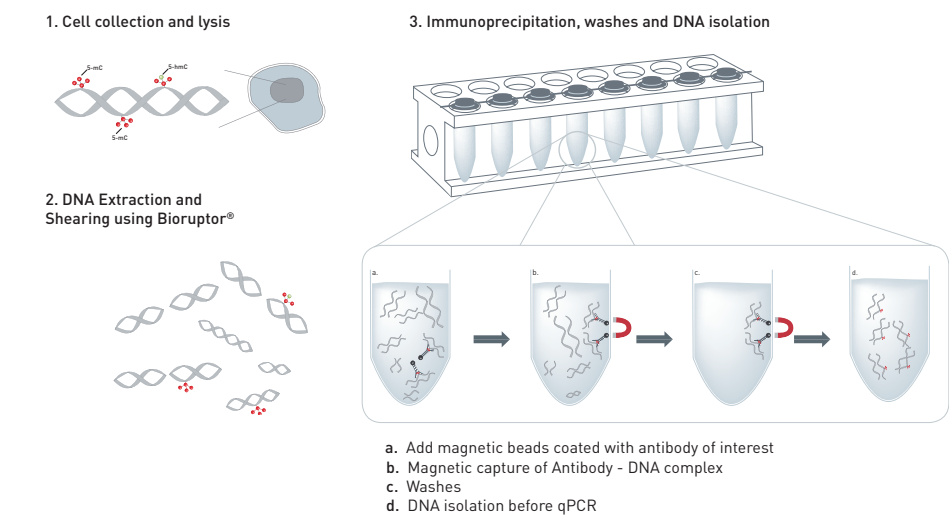 1. Cell collection and lysis
5-mC
5-hmC
5-mC
2. DNA Extraction and
Shearing using Bioruptor®
3. Immunoprecipitation, washes and DNA isolation
a.
b.
c.
d.
a. Add magnetic beads coated with antibody of interest
b. Magnetic capture of Antibody - DNA complex
c. Washes
d. DNA isolation before qPCR